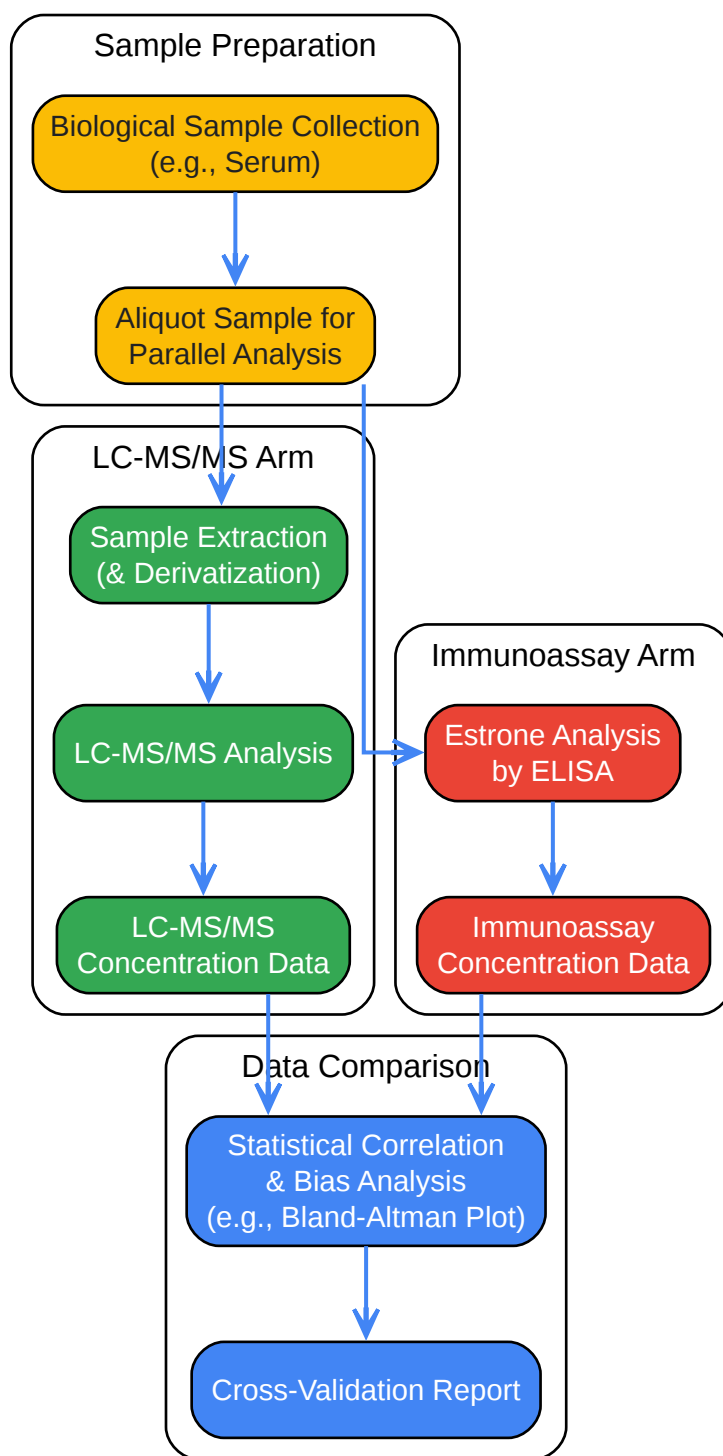 Sample Preparation
Biological Sample Collection
(e.g., Serum)
Aliquot Sample for
Parallel Analysis
LC-MS/MS Arm
Sample Extraction
(& Derivatization)
LC-MS/MS Analysis
LC-MS/MS
Concentration Data
Immunoassay Arm
Estrone Analysis
by ELISA
Immunoassay
Concentration Data
Data Comparison
Statistical Correlation
& Bias Analysis
(e.g., Bland-Altman Plot)
Cross-Validation Report